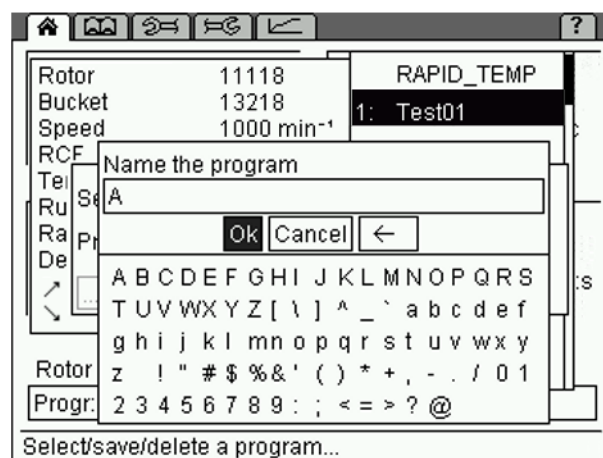 ?
Rotor 11118
Bucket 13218
Speed 1000 min⁻¹
RCF
RAPID_TEMP
1: Test01
Name the program
A
Ok Cancel ←
A B C D E F G H I J K L M N O P Q R S
T U V W X Y Z [ \ ] ^ _ ` a b c d e f
g h i j k l m n o p q r s t u v w x y
z ! " # $ % & ' ( ) * + , - . / 0 1
2 3 4 5 6 7 8 9 : ; < = > ? @
Rotor
Progr:
Select/save/delete a program...